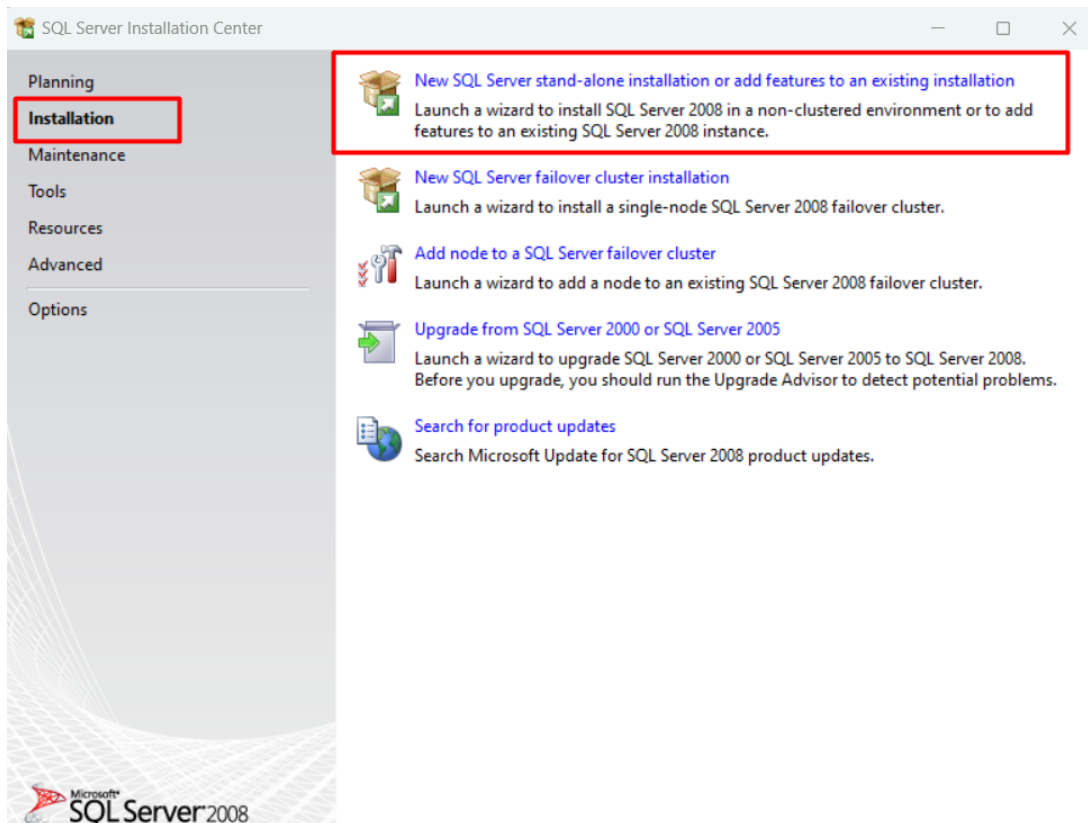 SQL Server Installation Center
Planning
Installation
Maintenance
Tools
Resources
Advanced
Options
New SQL Server stand-alone installation or add features to an existing installation
Launch a wizard to install SQL Server 2008 in a non-clustered environment or to add
features to an existing SQL Server 2008 instance.
New SQL Server failover cluster installation
Launch a wizard to install a single-node SQL Server 2008 failover cluster.
Add node to a SQL Server failover cluster
Launch a wizard to add a node to an existing SQL Server 2008 failover cluster.
Upgrade from SQL Server 2000 or SQL Server 2005
Launch a wizard to upgrade SQL Server 2000 or SQL Server 2005 to SQL Server 2008.
Before you upgrade, you should run the Upgrade Advisor to detect potential problems.
Search for product updates
Search Microsoft Update for SQL Server 2008 product updates.
Microsoft
SQL Server 2008